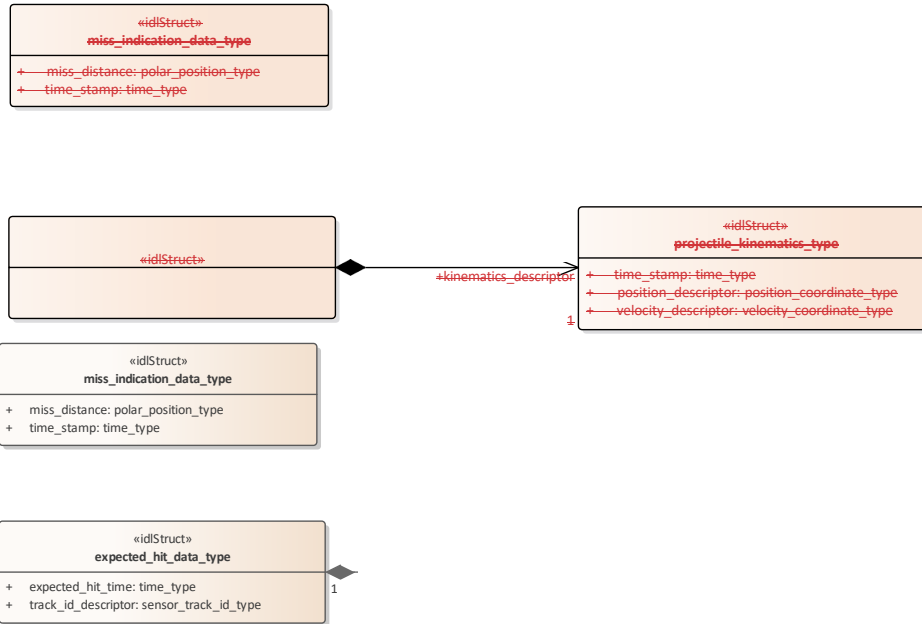 «idlStruct»
miss_indication_data_type
+ miss_distance: polar_position_type
+ time_stamp: time_type
«idlStruct»
+kinematics_descriptor
1
«idlStruct»
projectile_kinematics_type
+ time_stamp: time_type
+ position_descriptor: position_coordinate_type
+ velocity_descriptor: velocity_coordinate_type
«idlStruct»
miss_indication_data_type
+ miss_distance: polar_position_type
+ time_stamp: time_type
«idlStruct»
expected_hit_data_type
+ expected_hit_time: time_type
+ track_id_descriptor: sensor_track_id_type
1